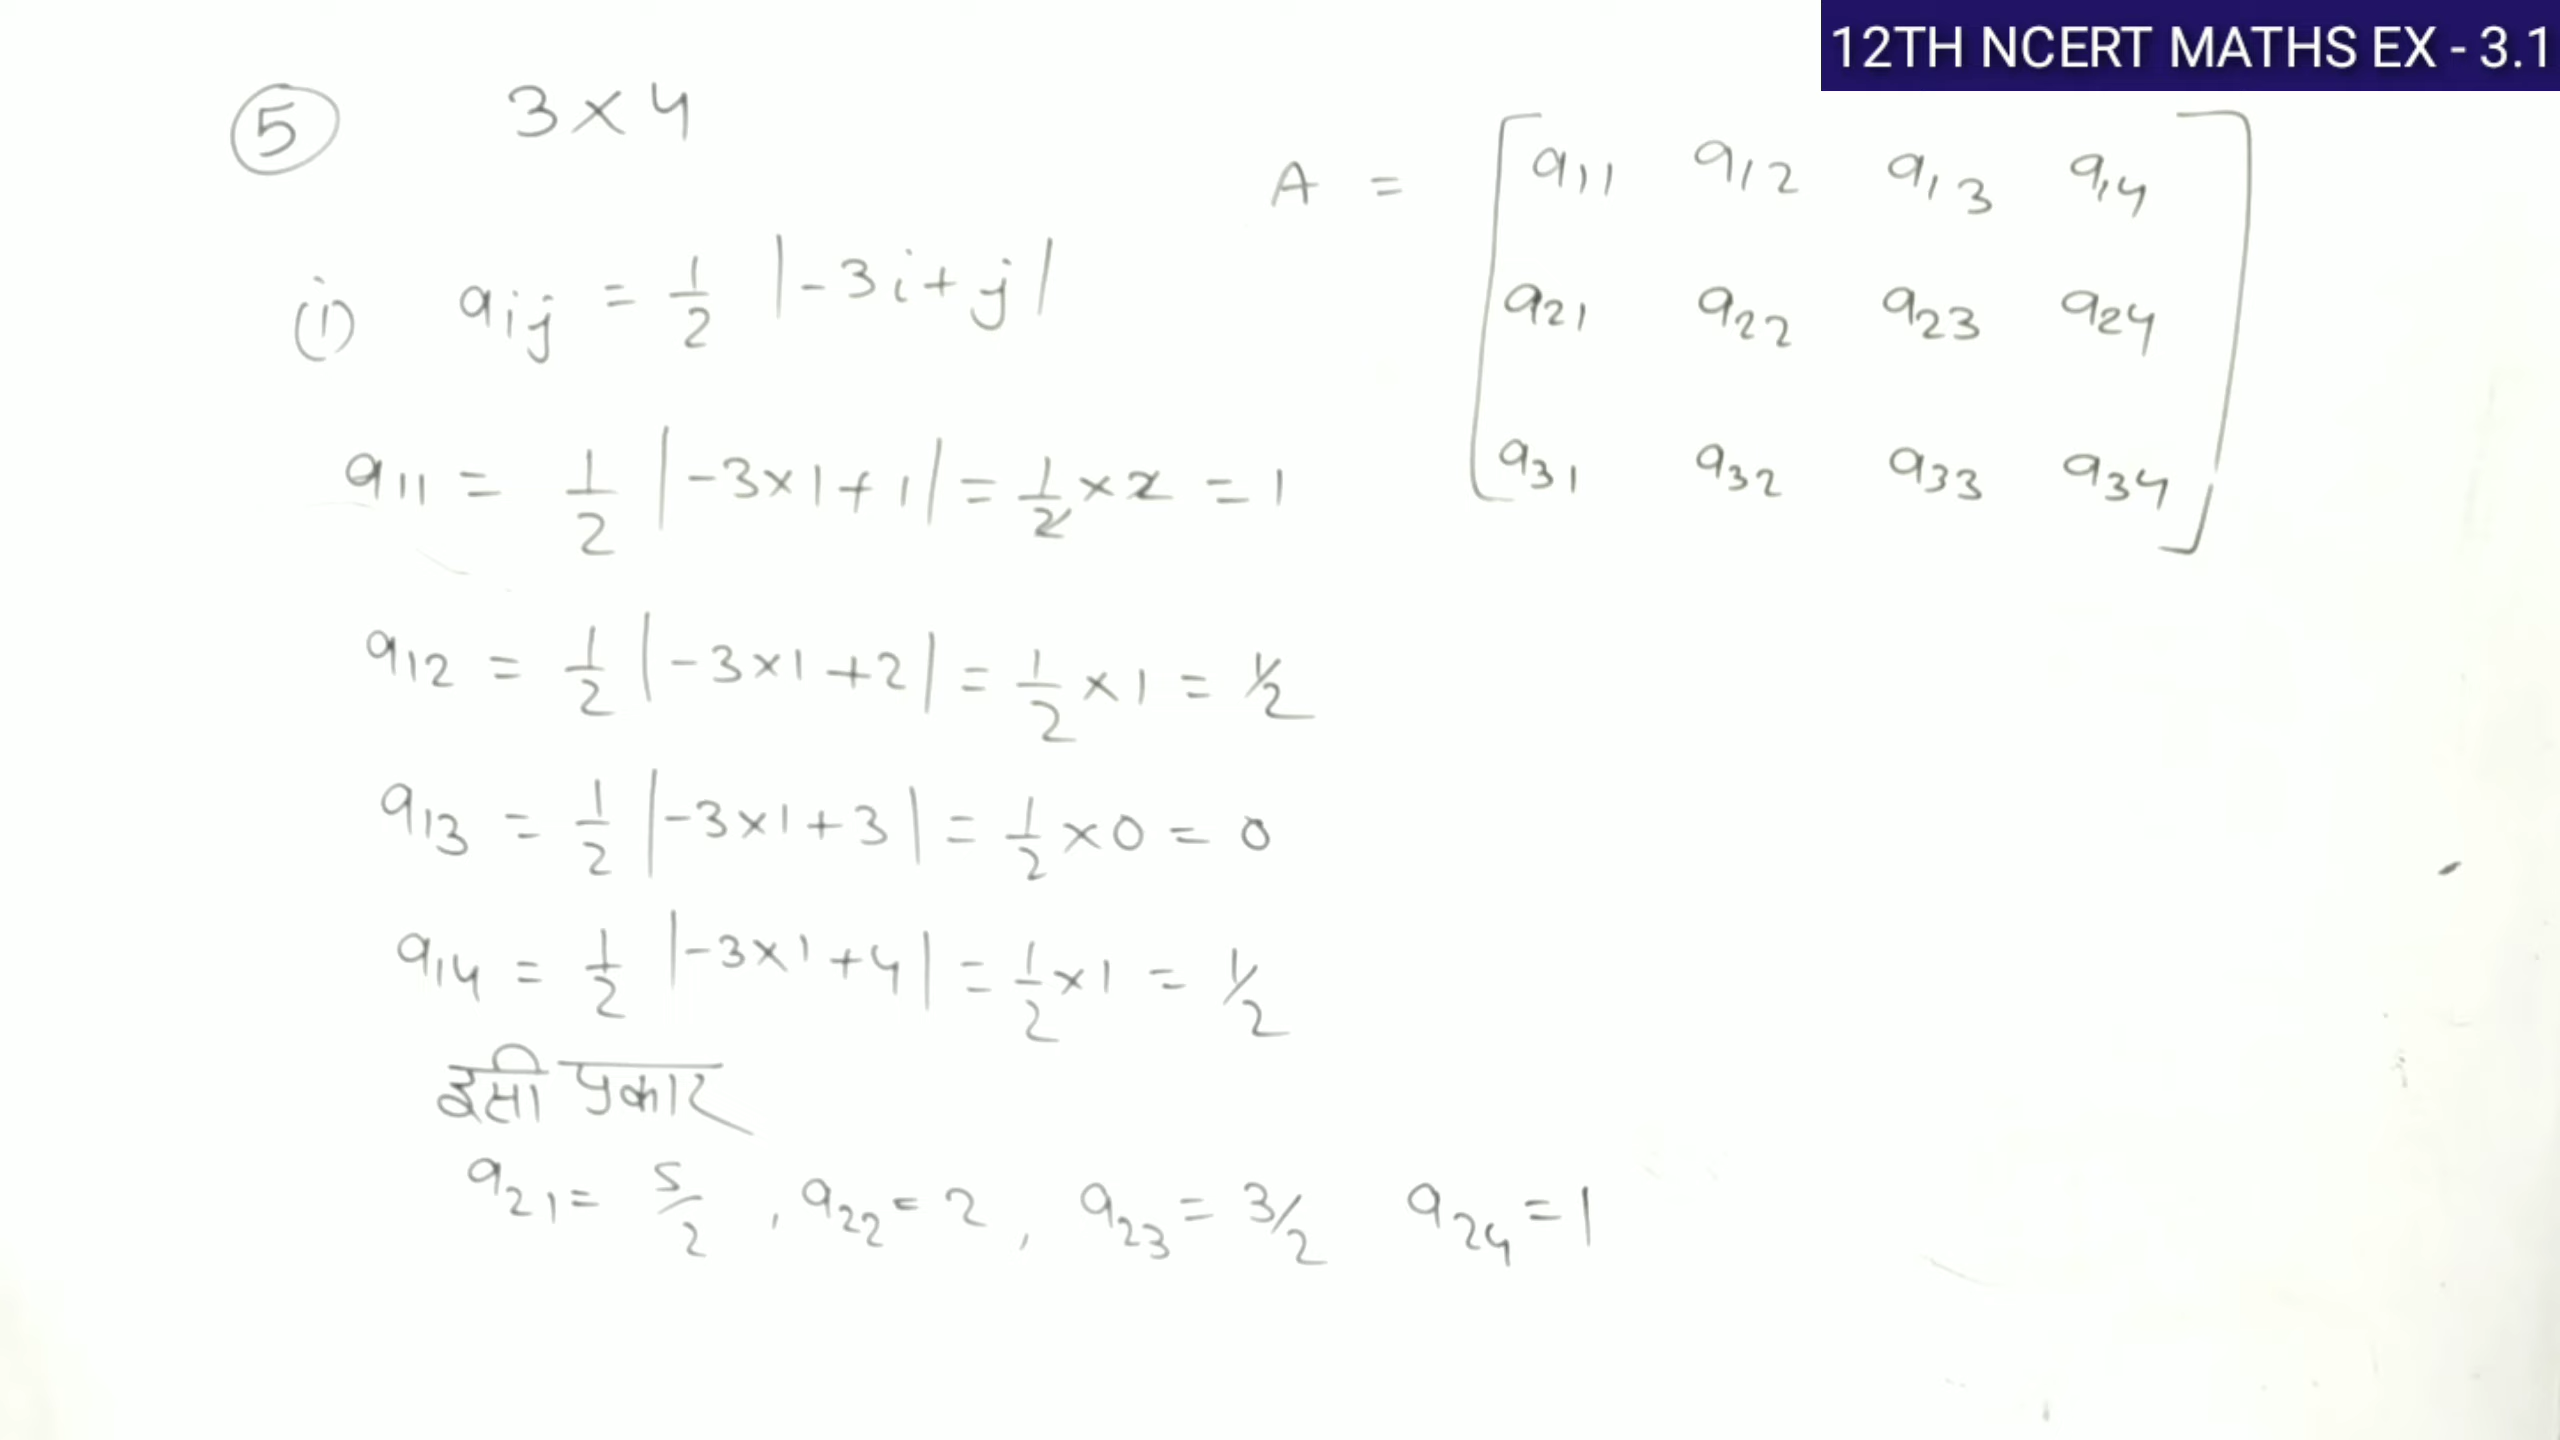 12TH NCERT MATHS EX - 3.1
5 3 × 4
(i) aij = 1/2 |-3i+j|
A = [a11 a12 a13 a14
a21 a22 a23 a24
a31 a32 a33 a34]
a11 = 1/2 |-3×1+1| = 1/2 × 2 = 1
a12 = 1/2 |-3×1+2| = 1/2 × 1 = 1/2
a13 = 1/2 |-3×1+3| = 1/2 × 0 = 0
a14 = 1/2 |-3×1+4| = 1/2 × 1 = 1/2
इसी प्रकार
a21 = 5/2 , a22 = 2 , a23 = 3/2 a24 = 1